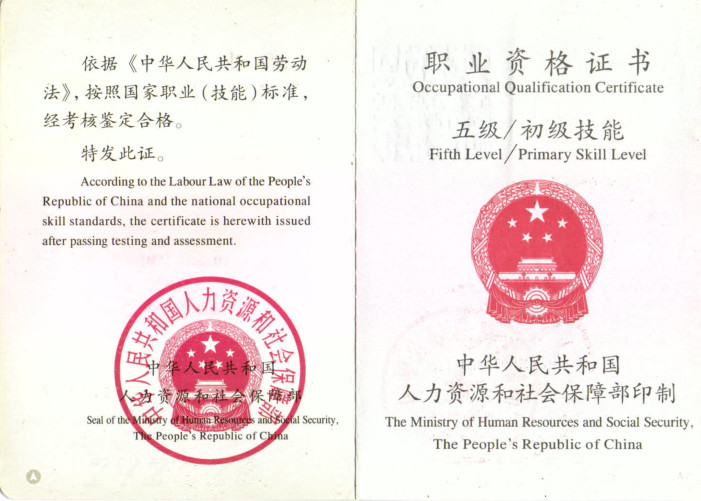 依据《中华人民共和国劳动
法》，按照国家职业（技能）标准，
经考核鉴定合格。
特发此证。
According to the Labour Law of the People's
Republic of China and the national occupational
skill standards, the certificate is herewith issued
after passing testing and assessment.
中华人民共和国人力资源和社会保障部
中华人民共和国
人力资源和社会保障部
Seal of the Ministry of Human Resources and Social Security,
The People's Republic of China
A
职业资格证书
Occupational Qualification Certificate
五级/初级技能
Fifth Level/Primary Skill Level
中华人民共和国
人力资源和社会保障部印制
The Ministry of Human Resources and Social Security,
The People's Republic of China